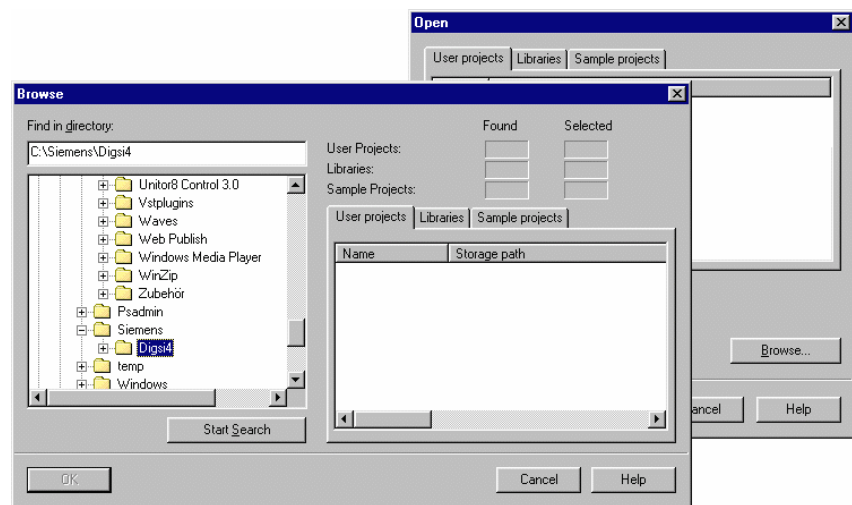 Open
User projects Libraries Sample projects
Browse
Find in directory:
C:\Siemens\Digsi4
Unitor8 Control 3.0
Vstplugins
Waves
Web Publish
Windows Media Player
WinZip
Zubehör
Psadmin
Siemens
Digsi4
temp
Windows
Start Search
Found Selected
User Projects:
Libraries:
Sample Projects:
User projects Libraries Sample projects
Name Storage path
OK
Cancel Help
Browse...
ancel Help